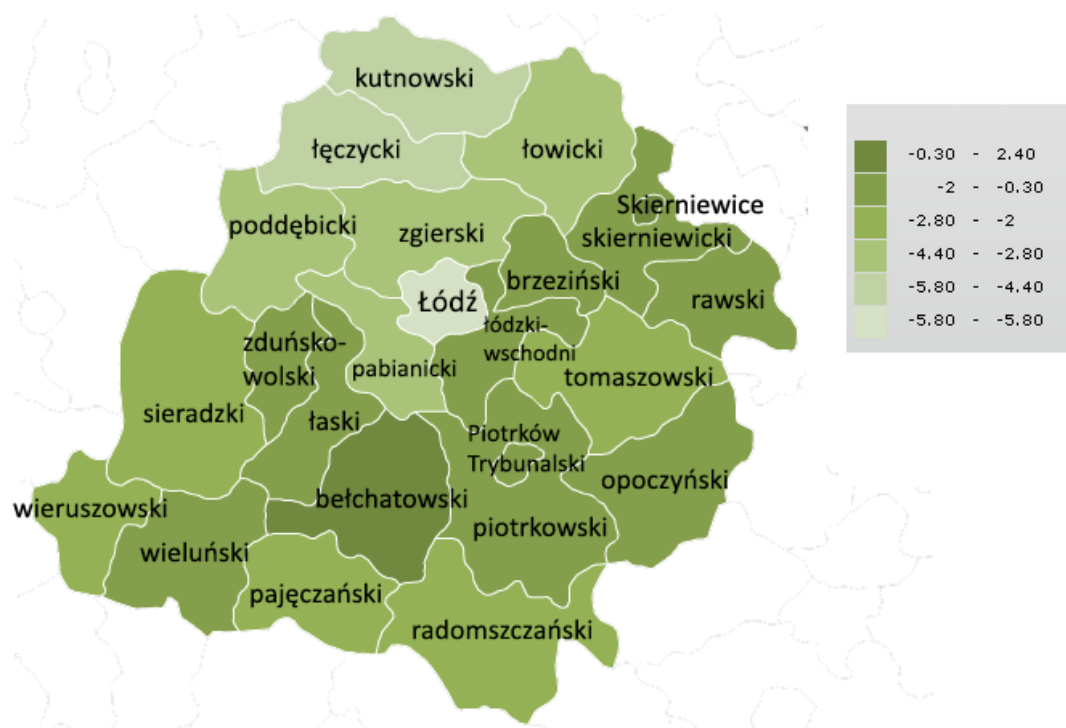 kutnowski
łęczycki
łowicki
Skierniewice
skierniewicki
poddębicki
zgierski
brzeziński
rawski
Łódź
łódzki-
wschodni
zduńsko-
wolski
pabianicki
tomaszowski
sieradzki
łaski
Piotrków
Trybunalski
opoczyński
bełchatowski
wieruszowski
piotrkowski
wieluński
pajęczański
radomszczański
-0.30 - 2.40
-2 - -0.30
-2.80 - -2
-4.40 - -2.80
-5.80 - -4.40
-5.80 - -5.80